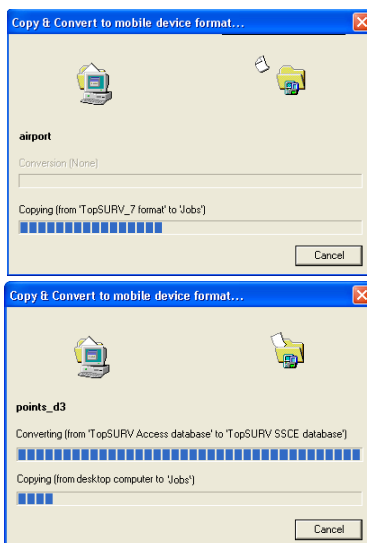 Copy & Convert to mobile device format...
airport
Conversion (None)
Copying (from 'TopSURV_7 format' to 'Jobs')
Cancel
Copy & Convert to mobile device format...
points_d3
Converting (from 'TopSURV Access database' to 'TopSURV SSCE database')
Copying (from desktop computer to 'Jobs')
Cancel